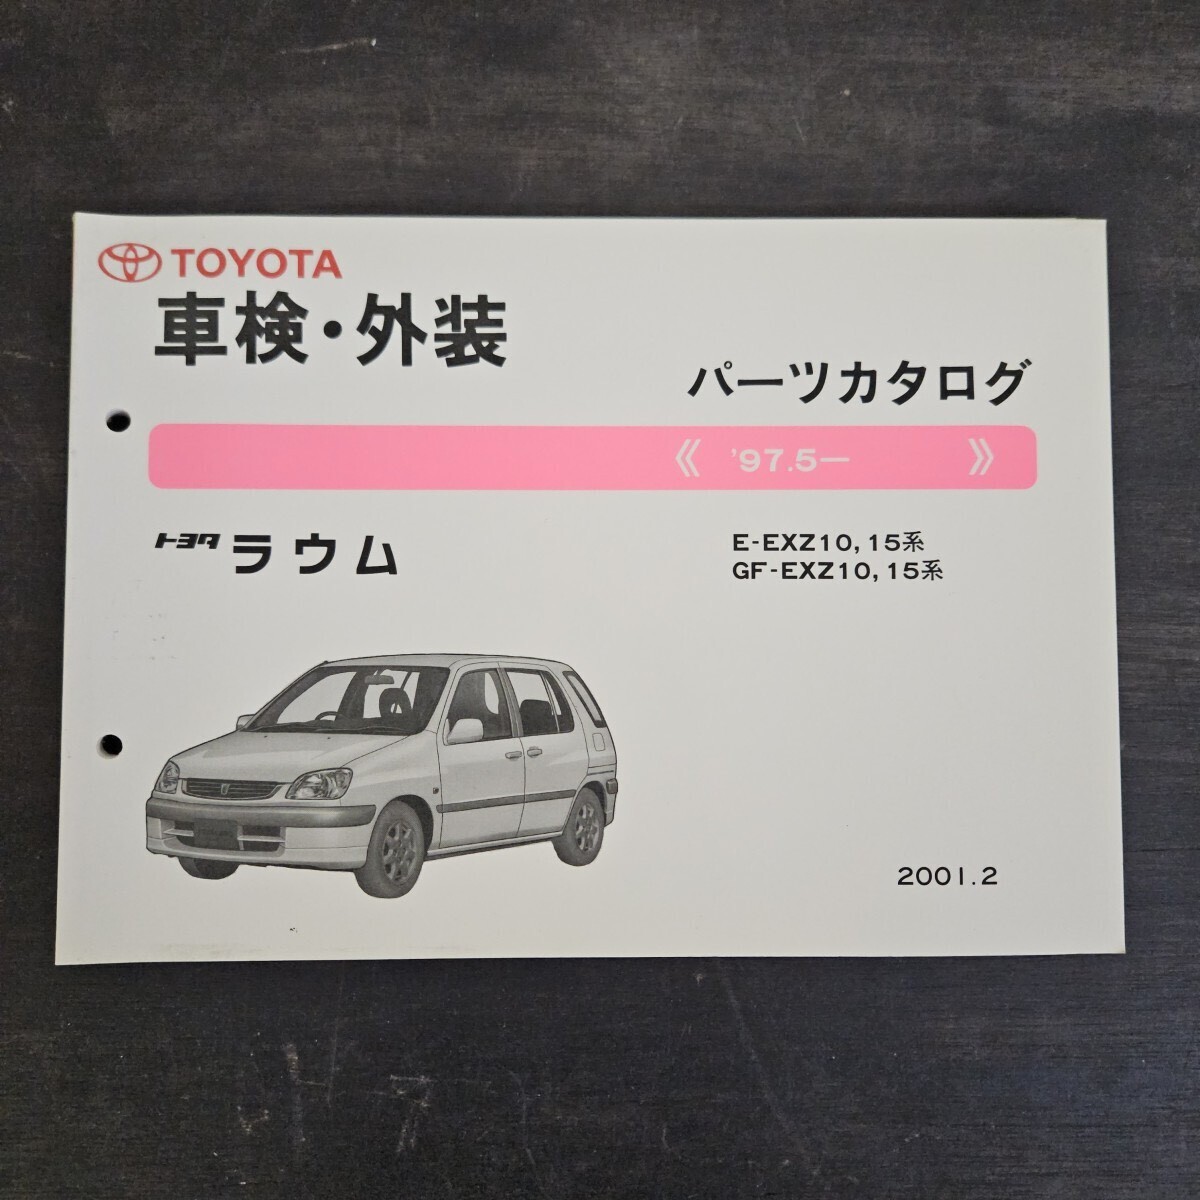 TOYOTA
車検・外装
パーツカタログ
《 '97.5— 》
トヨタ ラウム
E-EXZ10,15系
GF-EXZ10,15系
2001.2